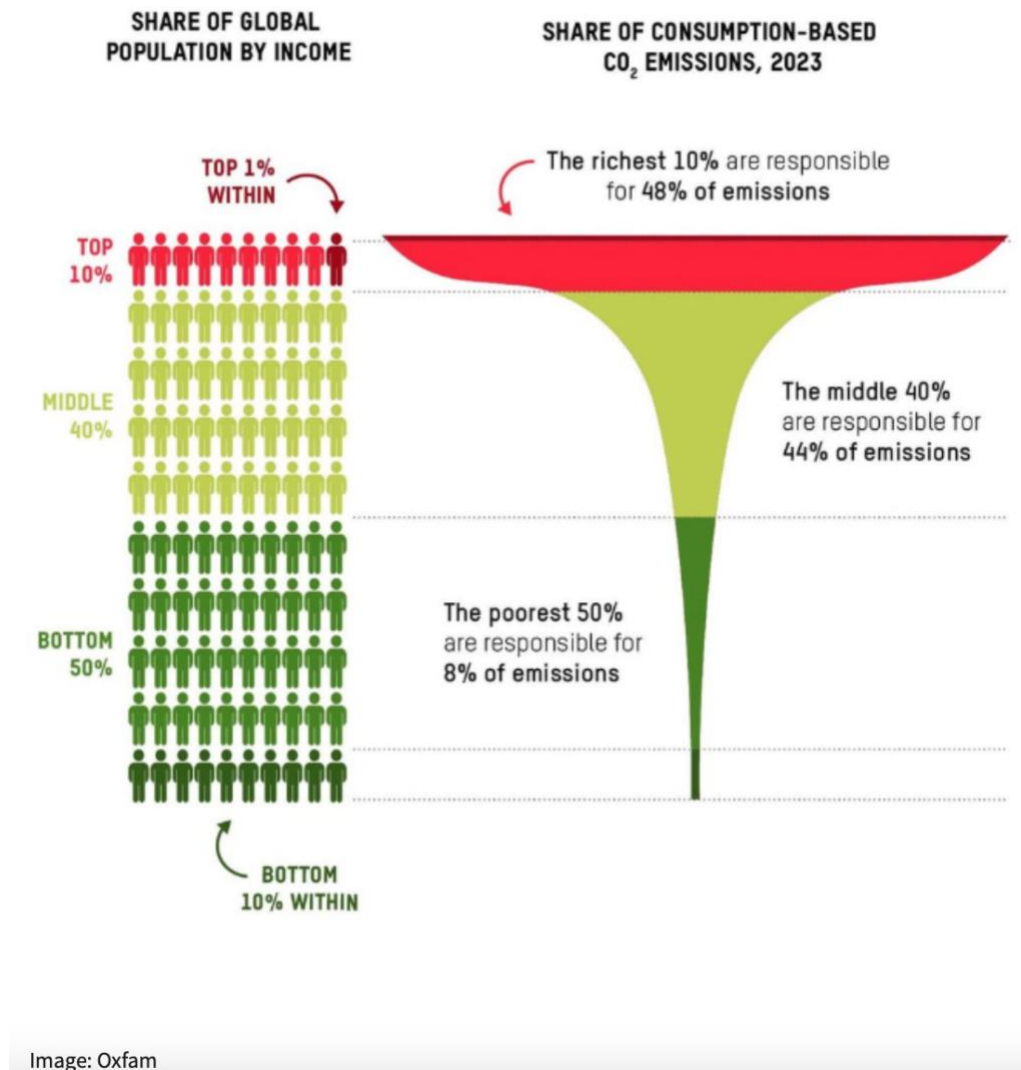 SHARE OF GLOBAL
POPULATION BY INCOME
SHARE OF CONSUMPTION-BASED
CO₂ EMISSIONS, 2023
TOP 1%
WITHIN
The richest 10% are responsible
for 48% of emissions
TOP
10%
MIDDLE
40%
The middle 40%
are responsible for
44% of emissions
BOTTOM
50%
The poorest 50%
are responsible for
8% of emissions
BOTTOM
10% WITHIN
Image: Oxfam